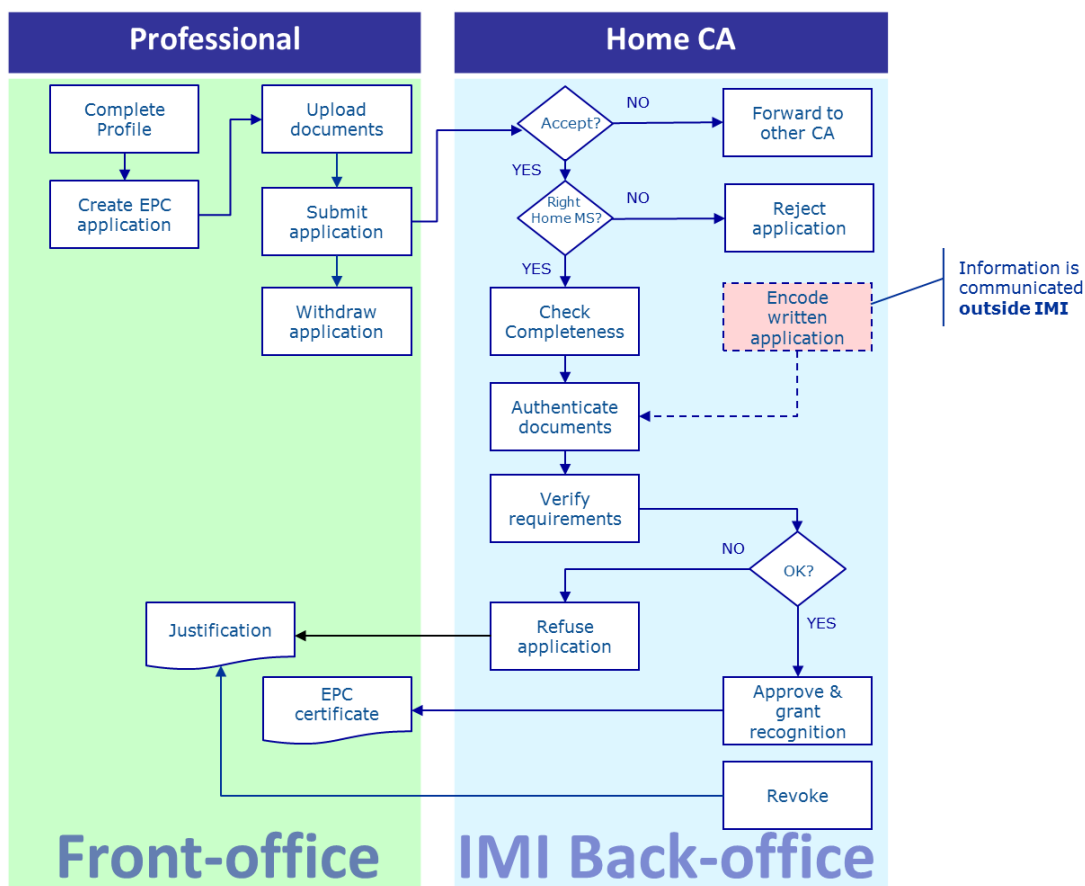 Professional
Home CA
Complete
Profile
Upload
documents
Accept?
NO
Forward to
other CA
YES
Create EPC
application
Submit
application
Right
Home MS?
NO
Reject
application
YES
Withdraw
application
Check
Completeness
Encode
written
application
Information is
communicated
outside IMI
Authenticate
documents
Verify
requirements
NO
OK?
YES
Justification
Refuse
application
EPC
certificate
Approve &
grant
recognition
Revoke
Front-office
IMI Back-office